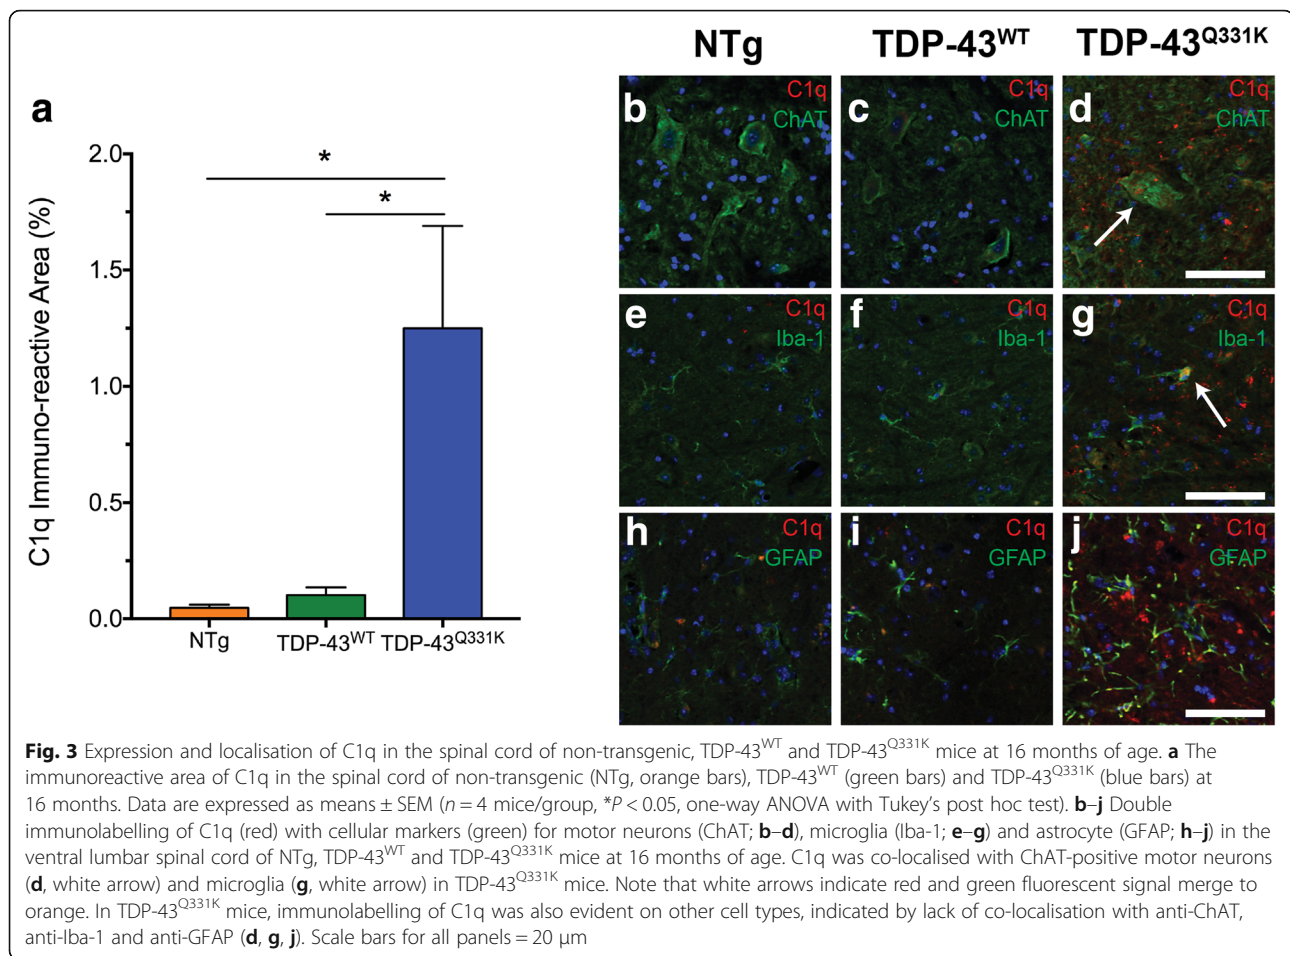 NTg TDP-43WT TDP-43Q331K
a
*
*
2.0
1.5
1.0
0.5
0.0
C1q Immuno-reactive Area (%)
NTg TDP-43WT TDP-43Q331K
b C1q
ChAT
c C1q
ChAT
d C1q
ChAT
e C1q
Iba-1
f C1q
Iba-1
g C1q
Iba-1
h C1q
GFAP
i C1q
GFAP
j C1q
GFAP
Fig. 3 Expression and localisation of C1q in the spinal cord of non-transgenic, TDP-43WT and TDP-43Q331K mice at 16 months of age. a The
immunoreactive area of C1q in the spinal cord of non-transgenic (NTg, orange bars), TDP-43WT (green bars) and TDP-43Q331K (blue bars) at
16 months. Data are expressed as means ± SEM (n = 4 mice/group, *P < 0.05, one-way ANOVA with Tukey's post hoc test). b–j Double
immunolabelling of C1q (red) with cellular markers (green) for motor neurons (ChAT; b–d), microglia (Iba-1; e–g) and astrocyte (GFAP; h–j) in the
ventral lumbar spinal cord of NTg, TDP-43WT and TDP-43Q331K mice at 16 months of age. C1q was co-localised with ChAT-positive motor neurons
(d, white arrow) and microglia (g, white arrow) in TDP-43Q331K mice. Note that white arrows indicate red and green fluorescent signal merge to
orange. In TDP-43Q331K mice, immunolabelling of C1q was also evident on other cell types, indicated by lack of co-localisation with anti-ChAT,
anti-Iba-1 and anti-GFAP (d, g, j). Scale bars for all panels = 20 μm